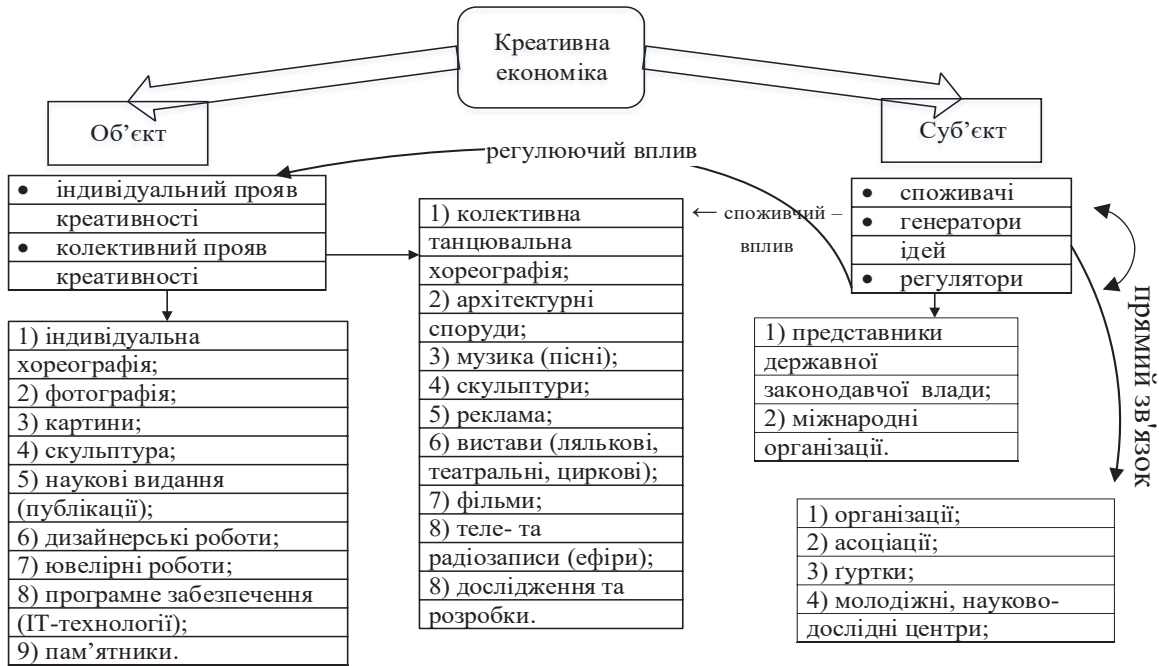 Креативна
економіка
Об’єкт
Суб’єкт
регулюючий вплив
• індивідуальний прояв
креативності
• колективний прояв
креативності
1) колективна
танцювальна
хореографія;
2) архітектурні
споруди;
3) музика (пісні);
4) скульптури;
5) реклама;
6) вистави (лялькові,
театральні, циркові);
7) фільми;
8) теле- та
радіозаписи (ефіри);
8) дослідження та
розробки.
← споживчий –
вплив
• споживачі
• генератори
ідей
• регулятори
прямий зв'язок
1) індивідуальна
хореографія;
2) фотографія;
3) картини;
4) скульптура;
5) наукові видання
(публікації);
6) дизайнерські роботи;
7) ювелірні роботи;
8) програмне забезпечення
(ІТ-технології);
9) пам’ятники.
1) представники
державної
законодавчої влади;
2) міжнародні
організації.
1) організації;
2) асоціації;
3) ґуртки;
4) молодіжні, науково-
дослідні центри;